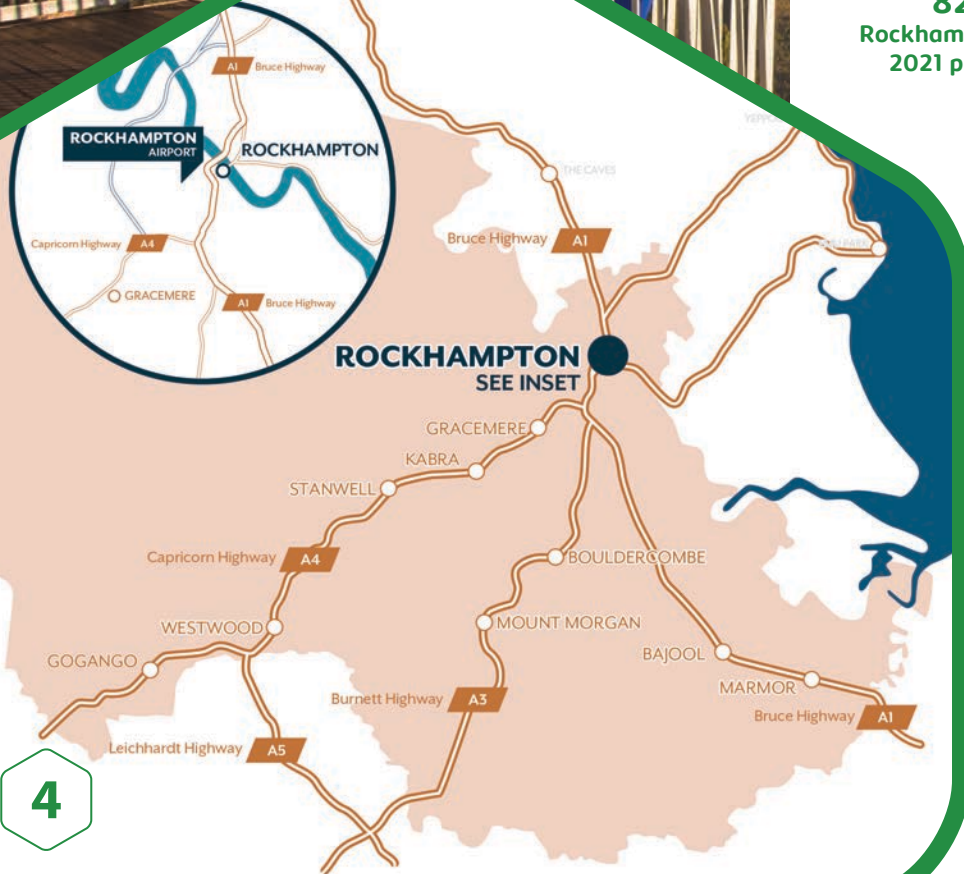 82
Rockham
2021 p
A1 Bruce Highway
ROCKHAMPTON
AIRPORT
ROCKHAMPTON
Capricorn Highway A4
GRACEMERE
A1 Bruce Highway
THE CAVES
Bruce Highway A1
ROCKHAMPTON
SEE INSET
GRACEMERE
KABRA
STANWELL
Capricorn Highway A4
BOULDERCOMBE
WESTWOOD
MOUNT MORGAN
GOGANGO
BAJOOL
MARMOR
Burnett Highway A3
Bruce Highway A1
Leichhardt Highway A5
4